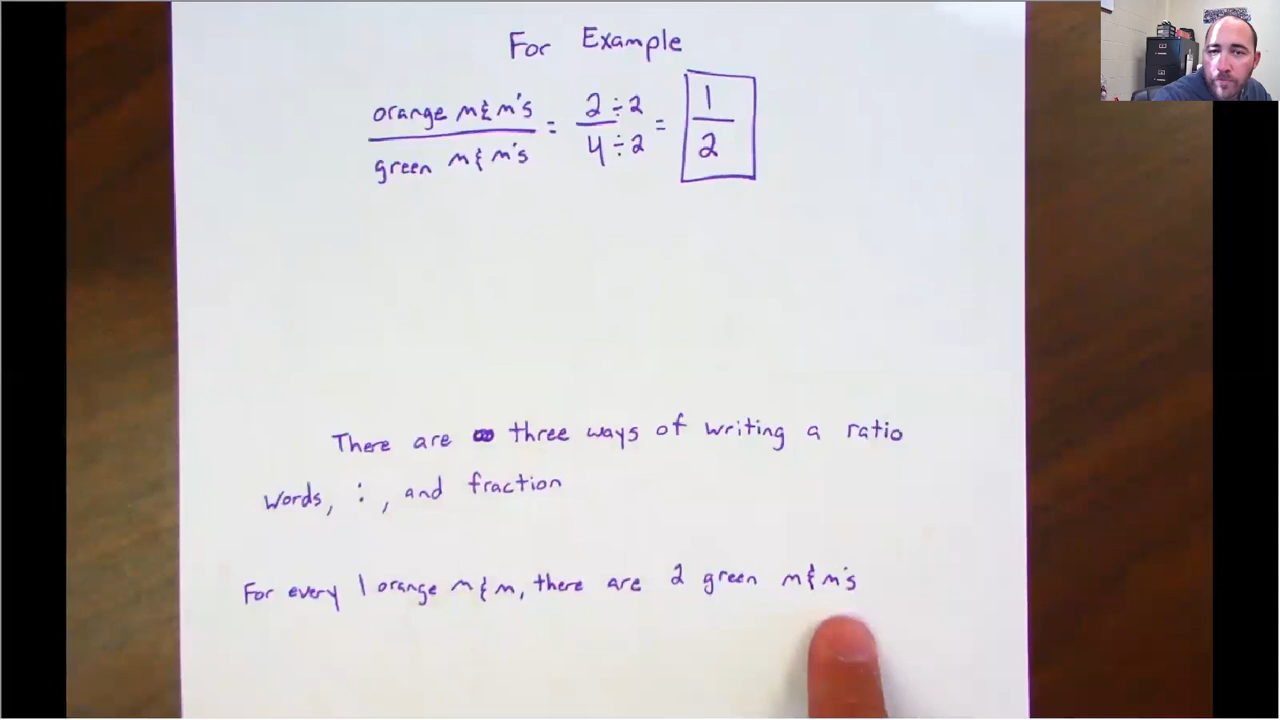 For Example
orange m&m's / green m&m's = 2 ÷ 2 / 4 ÷ 2 = 1 / 2
There are three ways of writing a ratio
words, : , and fraction
For every 1 orange m&m, there are 2 green m&m's